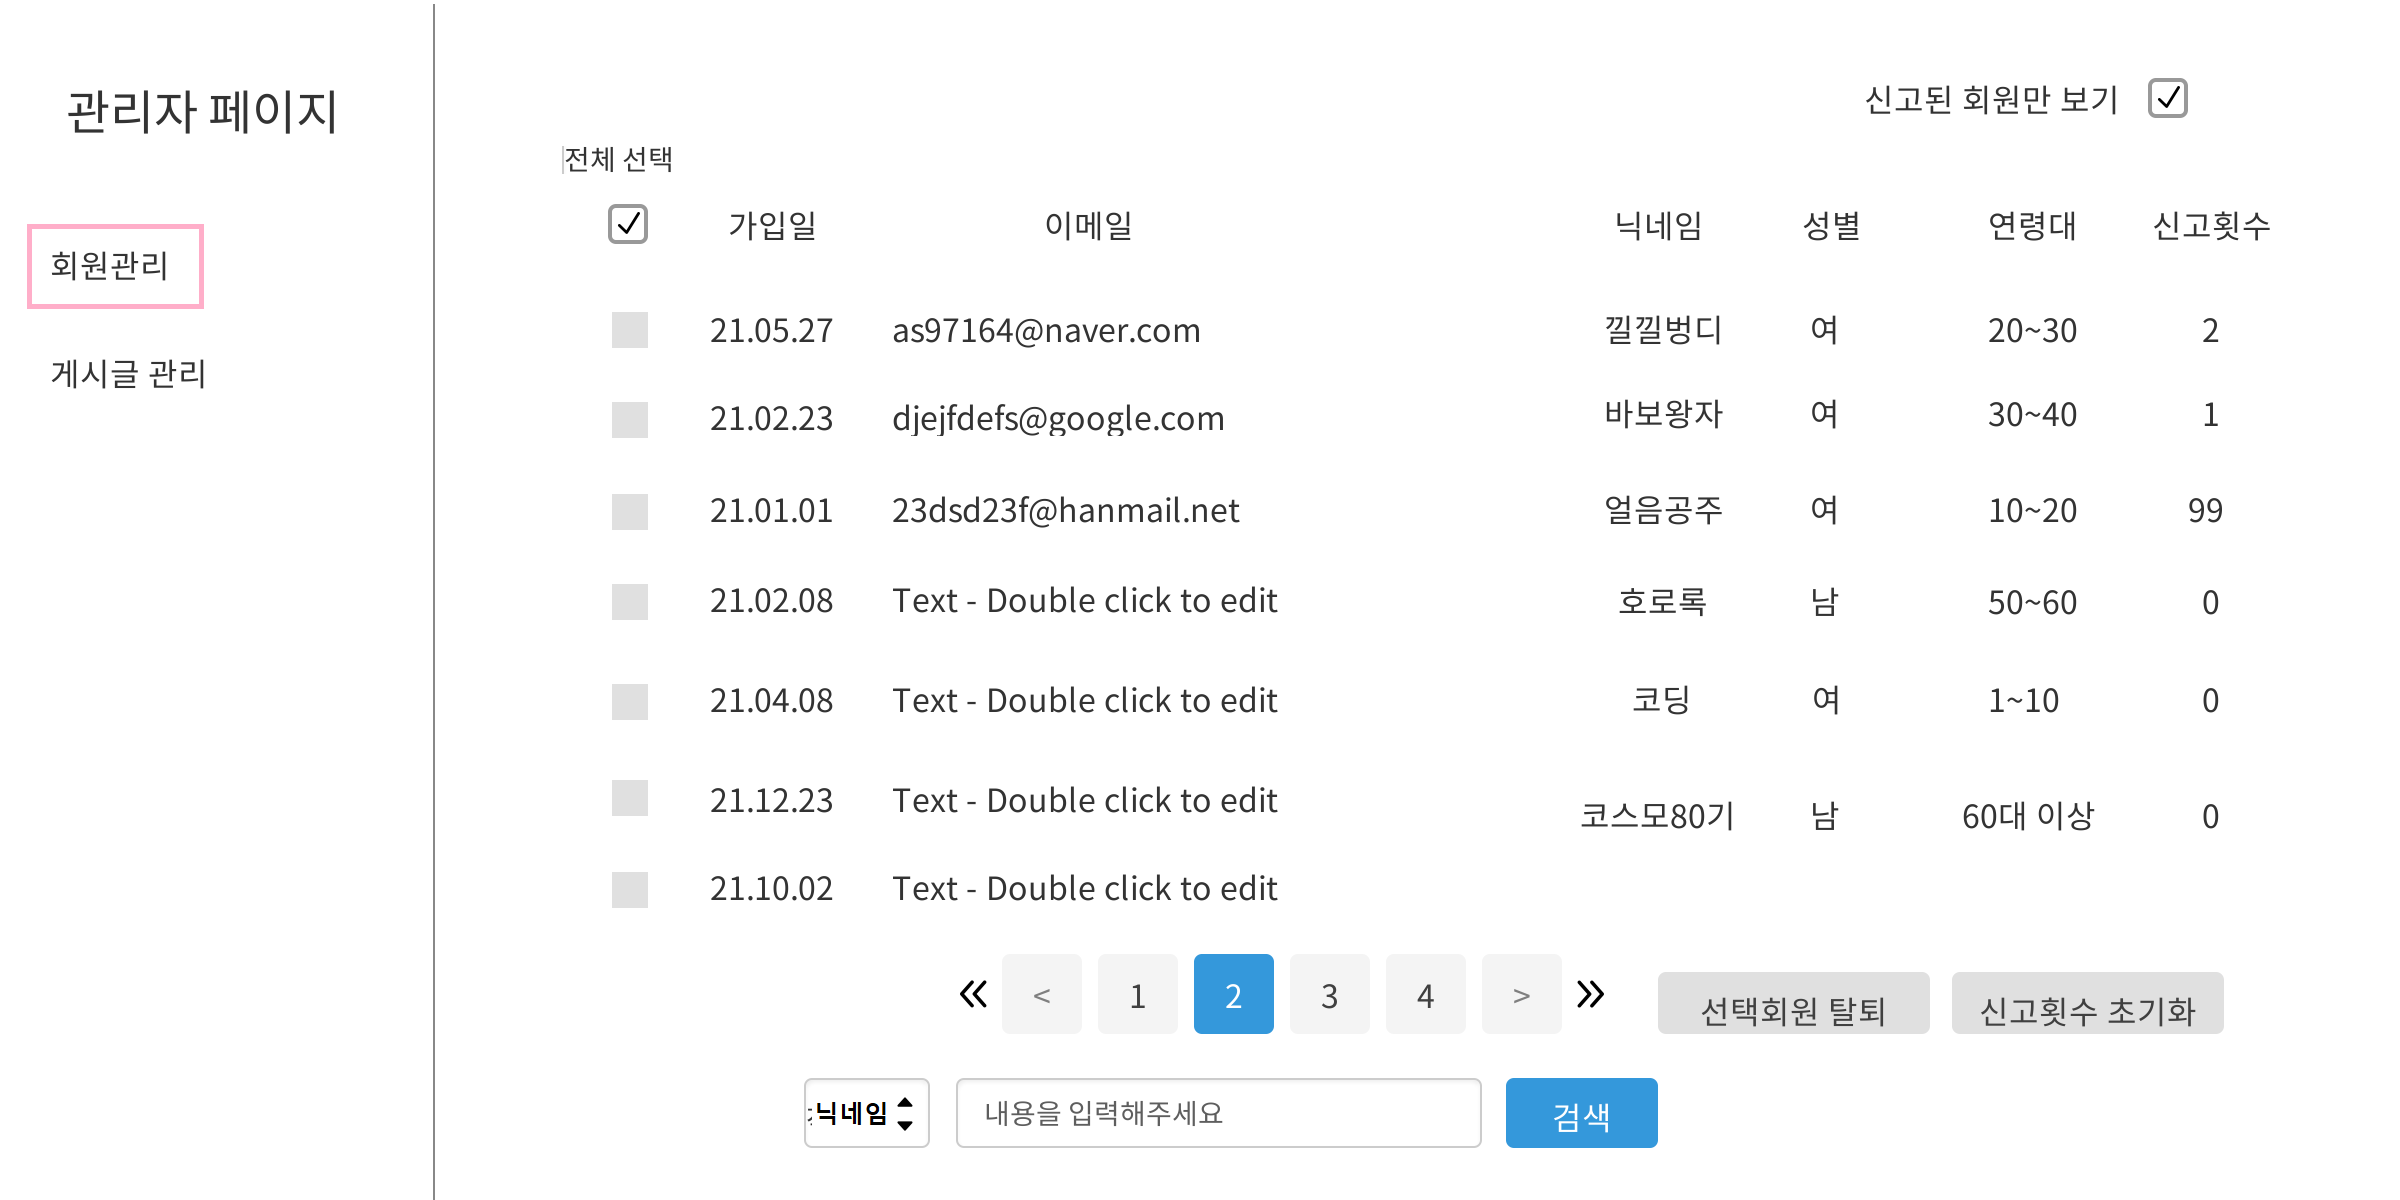 관리자 페이지
회원관리
게시글 관리
신고된 회원만 보기
전체 선택
가입일 이메일 닉네임 성별 연령대 신고횟수
21.05.27 as97164@naver.com 낄낄벙디 여 20~30 2
21.02.23 djejfdefs@google.com 바보왕자 여 30~40 1
21.01.01 23dsd23f@hanmail.net 얼음공주 여 10~20 99
21.02.08 Text - Double click to edit 호로록 남 50~60 0
21.04.08 Text - Double click to edit 코딩 여 1~10 0
21.12.23 Text - Double click to edit 코스모80기 남 60대 이상 0
21.10.02 Text - Double click to edit
« < 1 2 3 4 > » 선택회원 탈퇴 신고횟수 초기화
닉네임 내용을 입력해주세요 검색